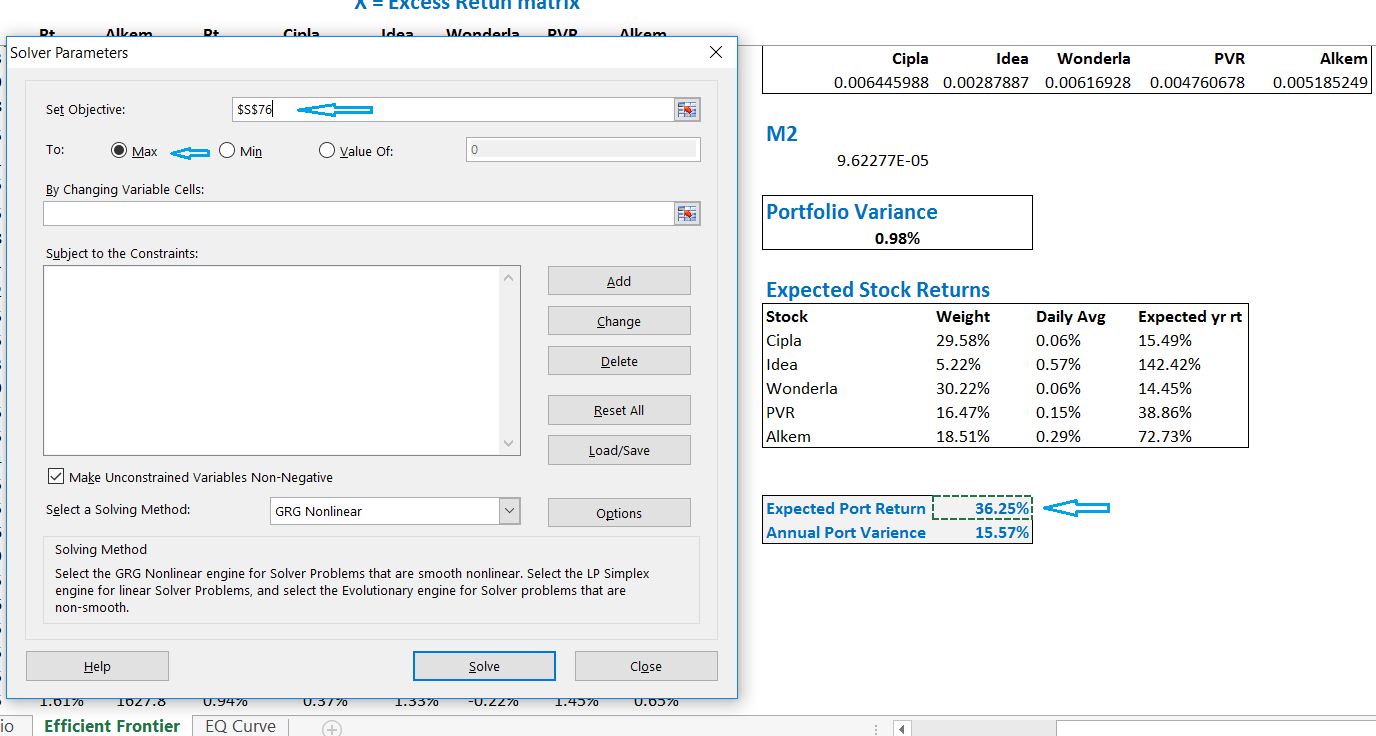 X = Excess Retun matrix
Rt Alkem Rt Cipla Idea Wonderla PVR Alkem
Solver Parameters
Set Objective: $S$76
To: Max Min Value Of: 0
By Changing Variable Cells:
Subject to the Constraints:
Add
Change
Delete
Reset All
Load/Save
Make Unconstrained Variables Non-Negative
Select a Solving Method: GRG Nonlinear Options
Solving Method
Select the GRG Nonlinear engine for Solver Problems that are smooth nonlinear. Select the LP Simplex
engine for linear Solver Problems, and select the Evolutionary engine for Solver problems that are
non-smooth.
Help Solve Close
Cipla Idea Wonderla PVR Alkem
0.006445988 0.00287887 0.00616928 0.004760678 0.005185249
M2
9.62277E-05
Portfolio Variance
0.98%
Expected Stock Returns
Stock Weight Daily Avg Expected yr rt
Cipla 29.58% 0.06% 15.49%
Idea 5.22% 0.57% 142.42%
Wonderla 30.22% 0.06% 14.45%
PVR 16.47% 0.15% 38.86%
Alkem 18.51% 0.29% 72.73%
Expected Port Return 36.25%
Annual Port Varience 15.57%
1.61% 1627.8 0.94% 0.37% 1.33% -0.22% 1.45% 0.65%
io Efficient Frontier EQ Curve